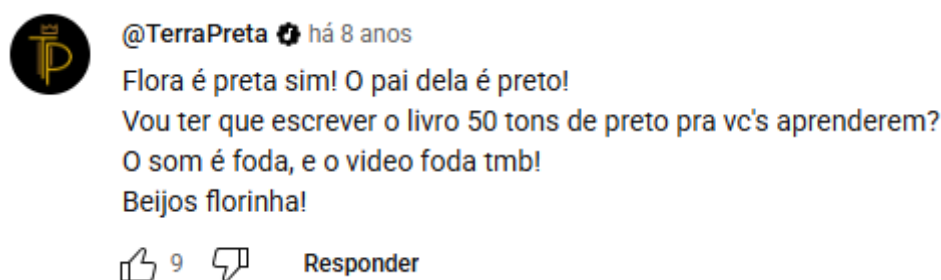 TP
@TerraPreta há 8 anos
Flora é preta sim! O pai dela é preto!
Vou ter que escrever o livro 50 tons de preto pra vc's aprenderem?
O som é foda, e o video foda tmb!
Beijos florinha!
9 Responder